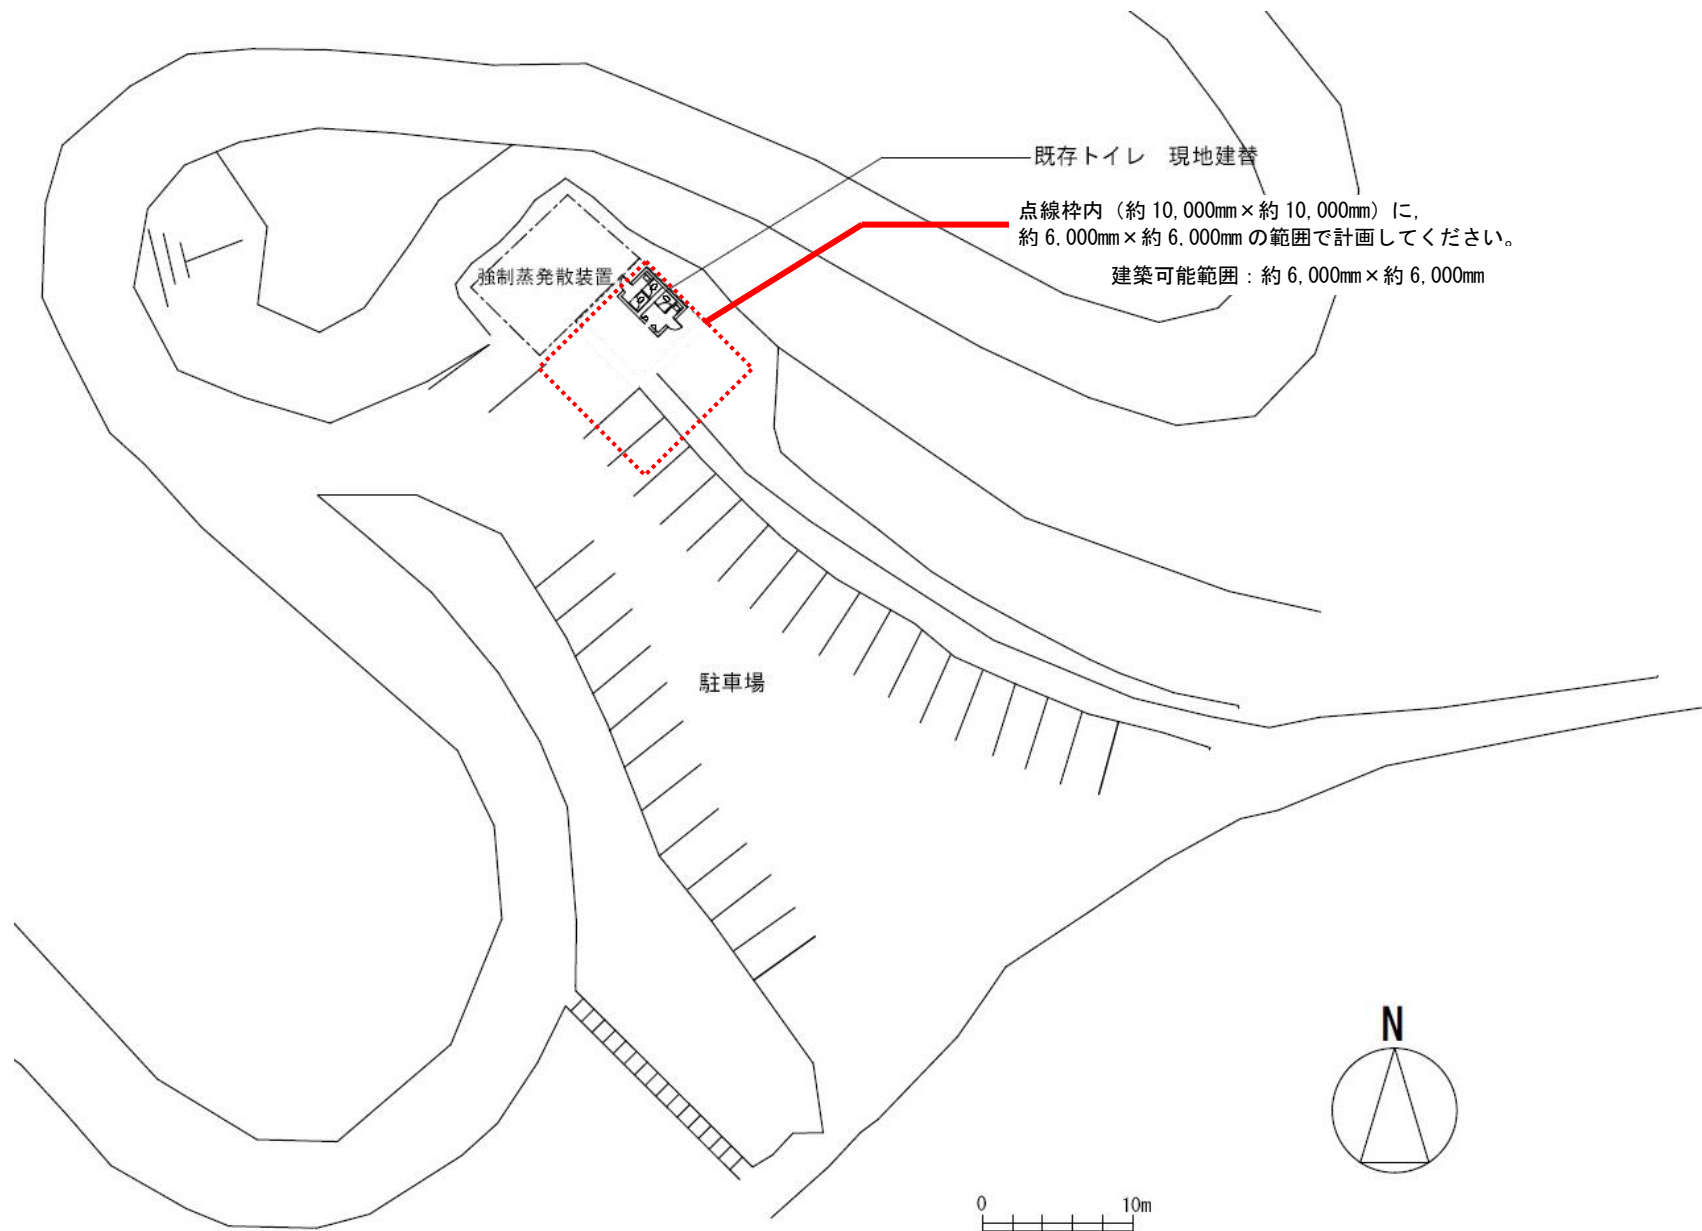 既存トイレ　現地建替
点線枠内（約10,000mm×約10,000mm）に，
約6,000mm×約6,000mmの範囲で計画してください。
建築可能範囲：約6,000mm×約6,000mm
強制蒸発散装置
駐車場
N
0 10m